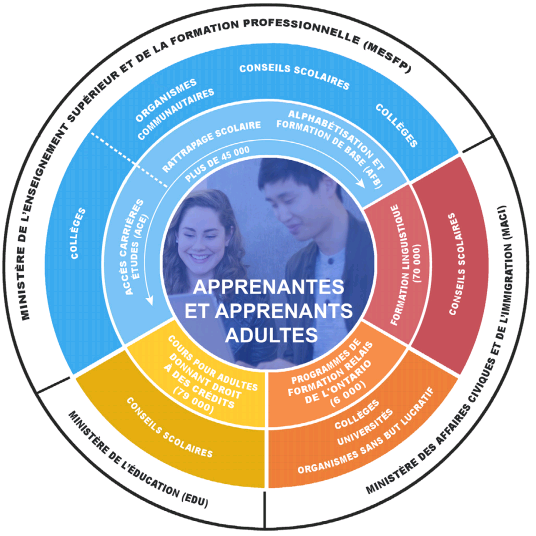 MINISTÈRE DE L'ENSEIGNEMENT SUPÉRIEUR ET DE LA FORMATION PROFESSIONNELLE (MESFP)
COLLÈGES
ORGANISMES
COMMUNAUTAIRES
CONSEILS SCOLAIRES
COLLÈGES
ACCÈS CARRIÈRES
ÉTUDES (ACE)
RATTRAPAGE SCOLAIRE
PLUS DE 45 000
ALPHABÉTISATION ET
FORMATION DE BASE (AFB)
MINISTÈRE DES AFFAIRES CIVIQUES ET DE L'IMMIGRATION (MACI)
CONSEILS SCOLAIRES
FORMATION LINGUISTIQUE
(70 000)
PROGRAMMES DE
FORMATION RELAIS
DE L'ONTARIO
(6 000)
COLLÈGES
UNIVERSITÉS
ORGANISMES SANS BUT LUCRATIF
MINISTÈRE DE L'ÉDUCATION (EDU)
CONSEILS SCOLAIRES
COURS POUR ADULTES
DONNANT DROIT
À DES CRÉDITS
(79 000)
APPRENANTES
ET APPRENANTS
ADULTES